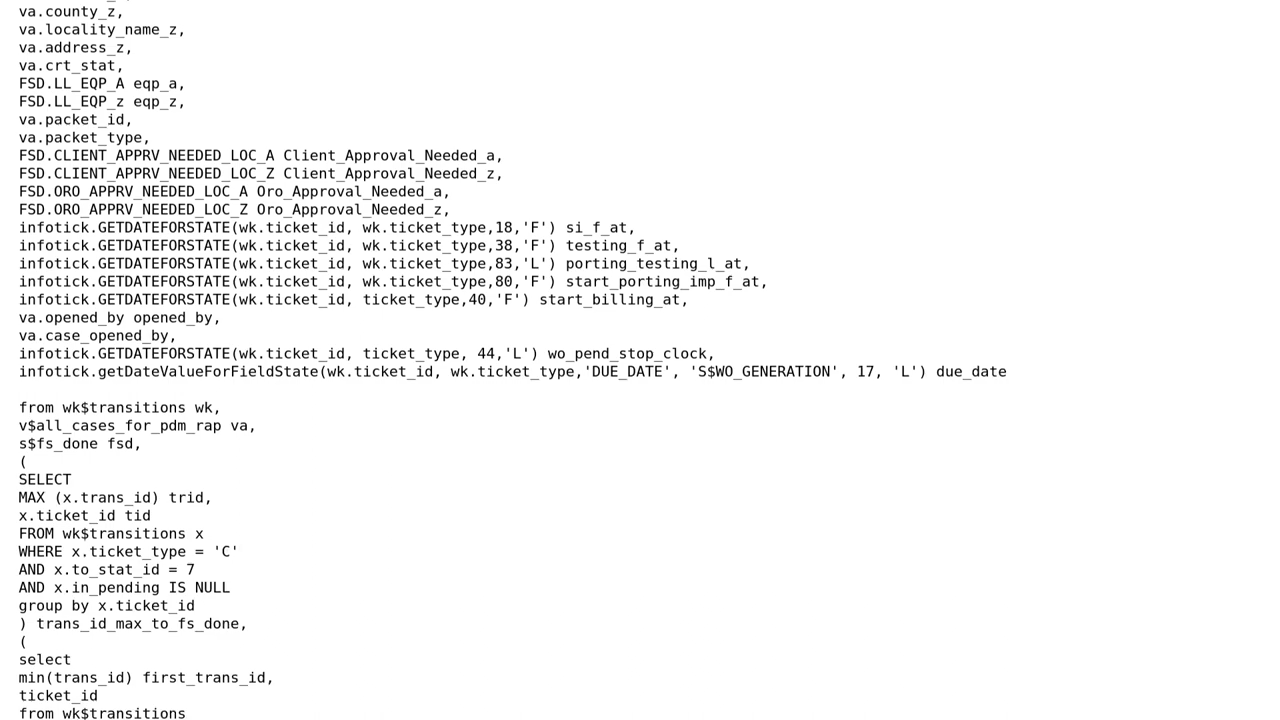 va.county_z,
va.locality_name_z,
va.address_z,
va.crt_stat,
FSD.LL_EQP_A eqp_a,
FSD.LL_EQP_z eqp_z,
va.packet_id,
va.packet_type,
FSD.CLIENT_APPRV_NEEDED_LOC_A Client_Approval_Needed_a,
FSD.CLIENT_APPRV_NEEDED_LOC_Z Client_Approval_Needed_z,
FSD.ORO_APPRV_NEEDED_LOC_A Oro_Approval_Needed_a,
FSD.ORO_APPRV_NEEDED_LOC_Z Oro_Approval_Needed_z,
infotick.GETDATEFORSTATE(wk.ticket_id, wk.ticket_type,18,'F') si_f_at,
infotick.GETDATEFORSTATE(wk.ticket_id, wk.ticket_type,38,'F') testing_f_at,
infotick.GETDATEFORSTATE(wk.ticket_id, wk.ticket_type,83,'L') porting_testing_l_at,
infotick.GETDATEFORSTATE(wk.ticket_id, wk.ticket_type,80,'F') start_porting_imp_f_at,
infotick.GETDATEFORSTATE(wk.ticket_id, ticket_type,40,'F') start_billing_at,
va.opened_by opened_by,
va.case_opened_by,
infotick.GETDATEFORSTATE(wk.ticket_id, ticket_type, 44,'L') wo_pend_stop_clock,
infotick.getDateValueForFieldState(wk.ticket_id, wk.ticket_type,'DUE_DATE', 'S$WO_GENERATION', 17, 'L') due_date
from wk$transitions wk,
v$all_cases_for_pdm_rap va,
s$fs_done fsd,
(
SELECT
MAX (x.trans_id) trid,
x.ticket_id tid
FROM wk$transitions x
WHERE x.ticket_type = 'C'
AND x.to_stat_id = 7
AND x.in_pending IS NULL
group by x.ticket_id
) trans_id_max_to_fs_done,
(
select
min(trans_id) first_trans_id,
ticket_id
from wk$transitions